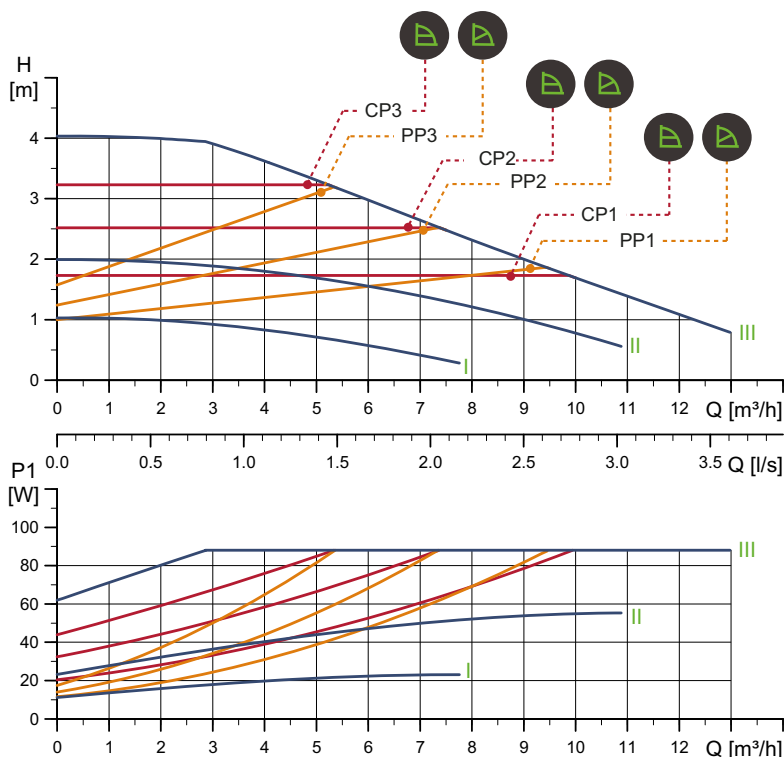 H
[m]
CP3
PP3
CP2
PP2
CP1
PP1
4
3
2
1
0
III
II
I
0 1 2 3 4 5 6 7 8 9 10 11 12 Q [m³/h]
0.0 0.5 1.0 1.5 2.0 2.5 3.0 3.5 Q [l/s]
P1
[W]
100
80
60
40
20
0
III
II
I
0 1 2 3 4 5 6 7 8 9 10 11 12 Q [m³/h]